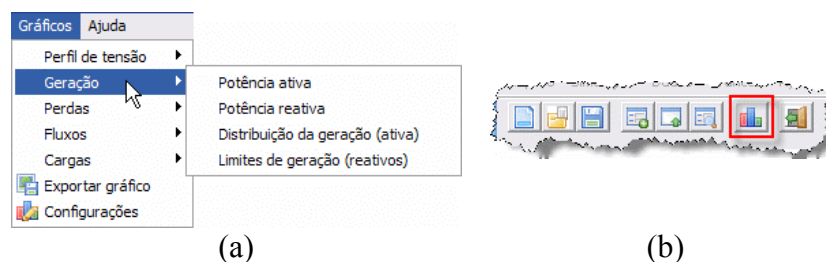 Gráficos Ajuda
Perfil de tensão
Geração
Perdas
Fluxos
Cargas
Exportar gráfico
Configurações
Potência ativa
Potência reativa
Distribuição da geração (ativa)
Limites de geração (reativos)
(a)
(b)